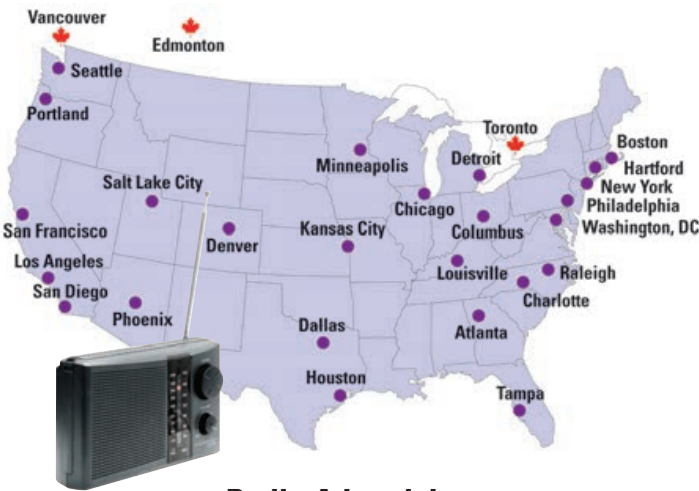 Vancouver
Edmonton
Seattle
Portland
Toronto
Boston
Minneapolis
Detroit
Hartford
New York
Salt Lake City
Chicago
Philadelphia
San Francisco
Denver
Kansas City
Columbus
Washington, DC
Los Angeles
Louisville
Raleigh
San Diego
Charlotte
Phoenix
Dallas
Atlanta
Houston
Tampa